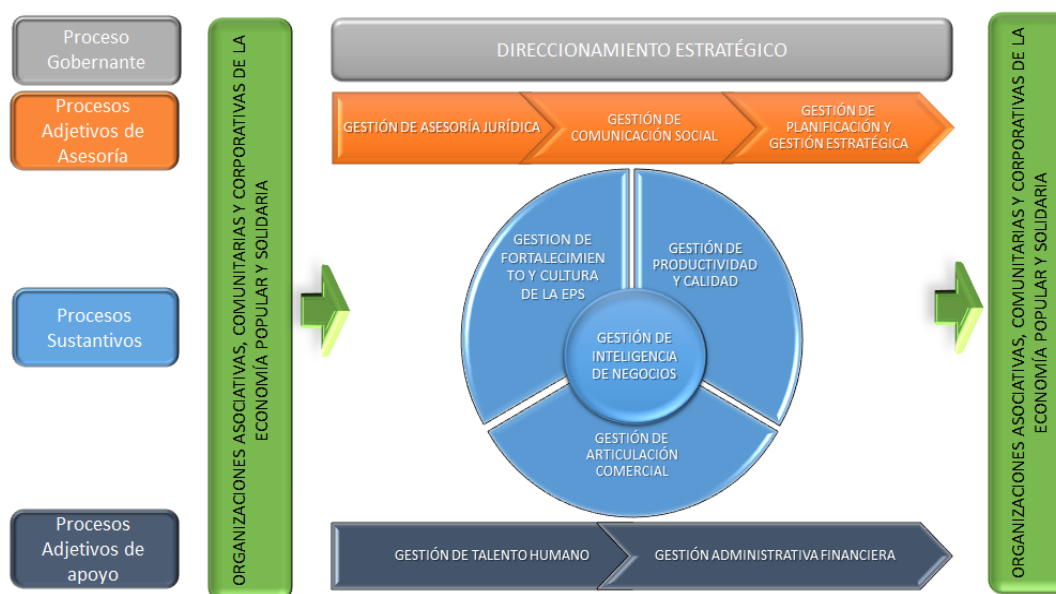 Proceso
Gobernante
Procesos
Adjetivos de
Asesoría
Procesos
Sustantivos
Procesos
Adjetivos de
apoyo
ORGANIZACIONES ASOCIATIVAS, COMUNITARIAS Y CORPORATIVAS DE LA
ECONOMÍA POPULAR Y SOLIDARIA
DIRECCIONAMIENTO ESTRATÉGICO
GESTIÓN DE ASESORÍA JURÍDICA
GESTIÓN DE
COMUNICACIÓN SOCIAL
GESTIÓN DE
PLANIFICACIÓN Y
GESTIÓN ESTRATÉGICA
GESTION DE
FORTALECIMIEN
TO Y CULTURA
DE LA EPS
GESTIÓN DE
PRODUCTIVIDAD
Y CALIDAD
GESTIÓN DE
INTELIGENCIA
DE NEGOCIOS
GESTIÓN DE
ARTICULACIÓN
COMERCIAL
GESTIÓN DE TALENTO HUMANO
GESTIÓN ADMINISTRATIVA FINANCIERA
ORGANIZACIONES ASOCIATIVAS, COMUNITARIAS Y CORPORATIVAS DE LA
ECONOMÍA POPULAR Y SOLIDARIA